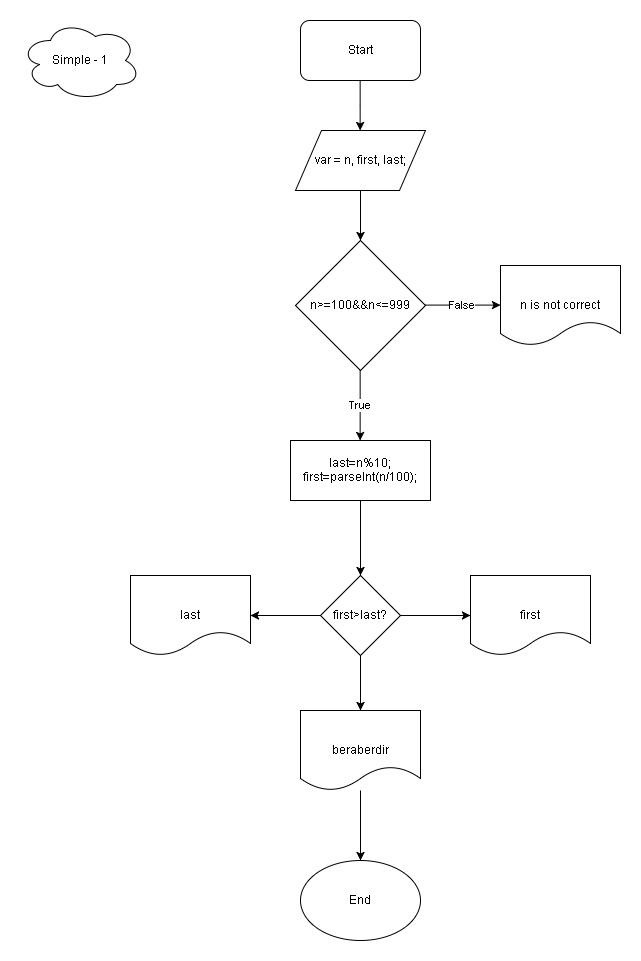 Simple - 1
Start
var = n, first, last;
n>=100&&n<=999
False
n is not correct
True
last=n%10;
first=parseInt(n/100);
last
first>last?
first
beraberdir
End